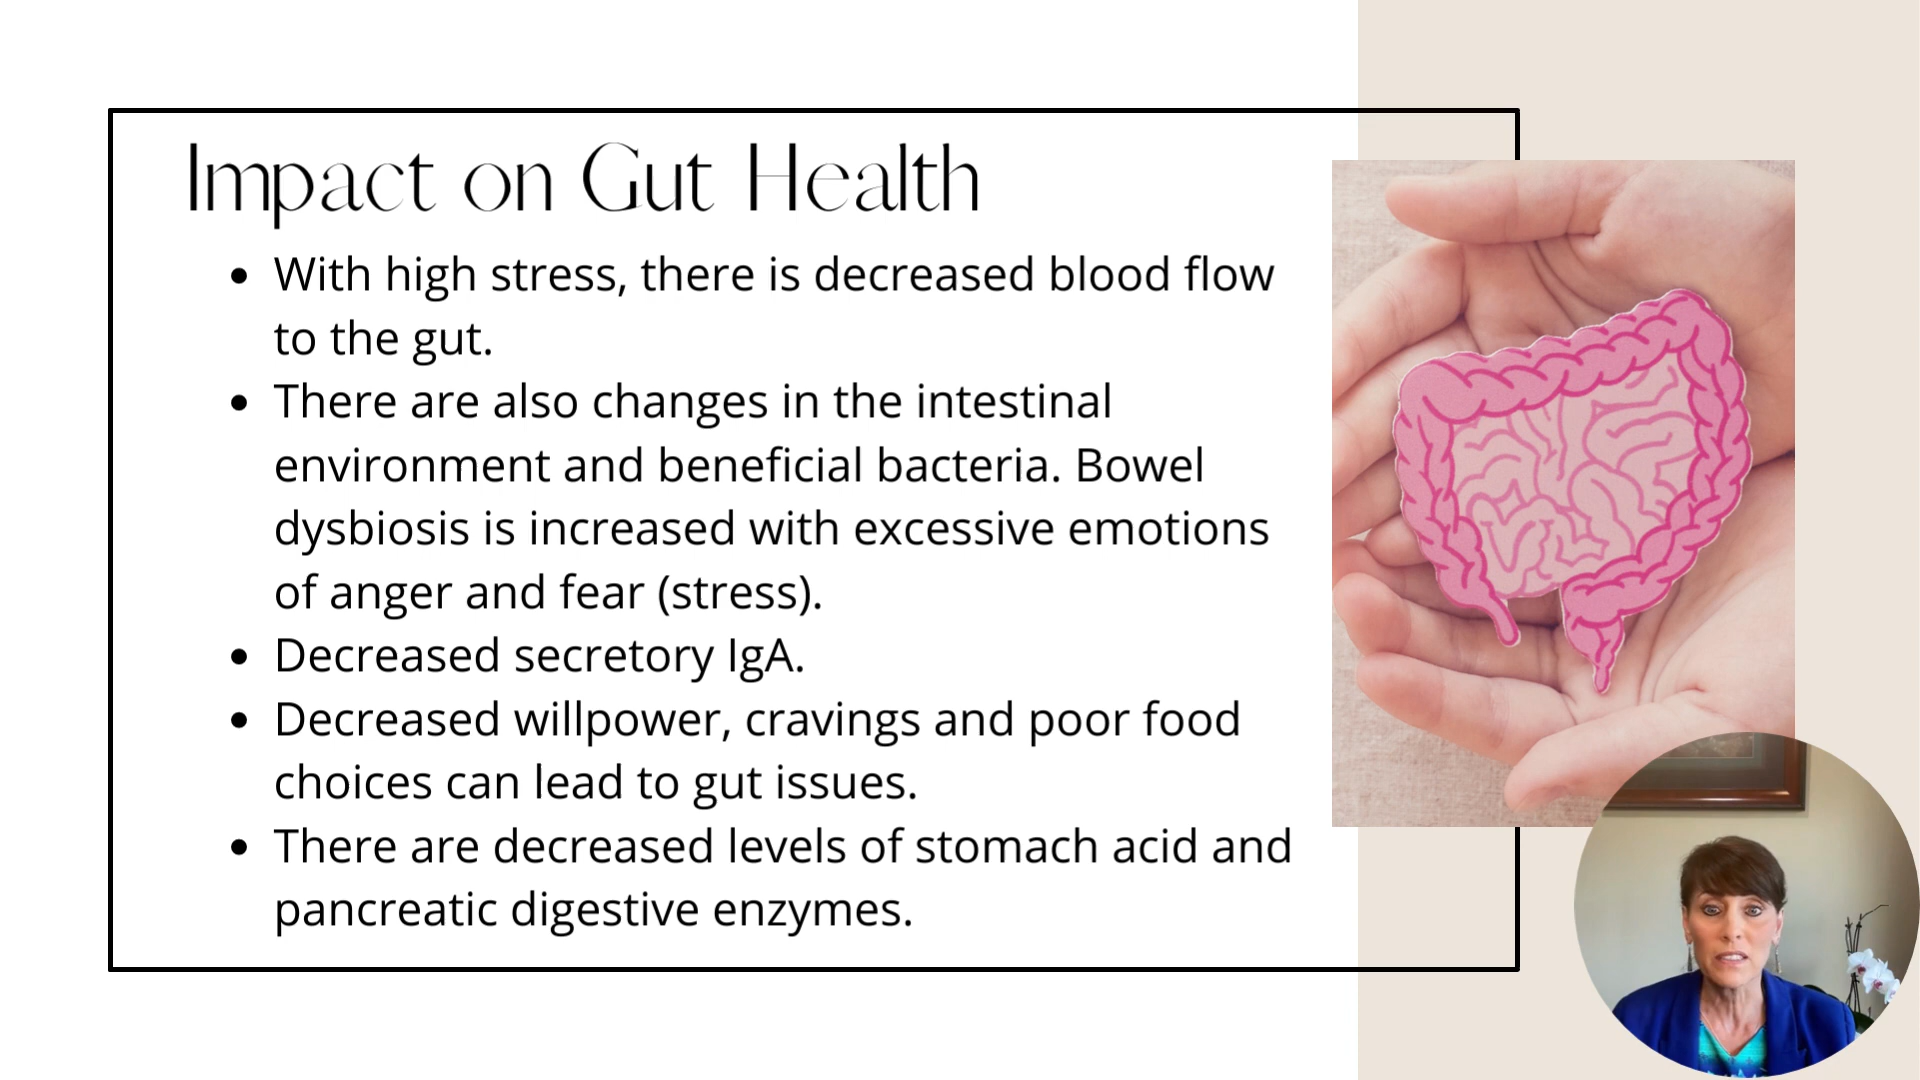 Impact on Gut Health
• With high stress, there is decreased blood flow
to the gut.
• There are also changes in the intestinal
environment and beneficial bacteria. Bowel
dysbiosis is increased with excessive emotions
of anger and fear (stress).
• Decreased secretory IgA.
• Decreased willpower, cravings and poor food
choices can lead to gut issues.
• There are decreased levels of stomach acid and
pancreatic digestive enzymes.